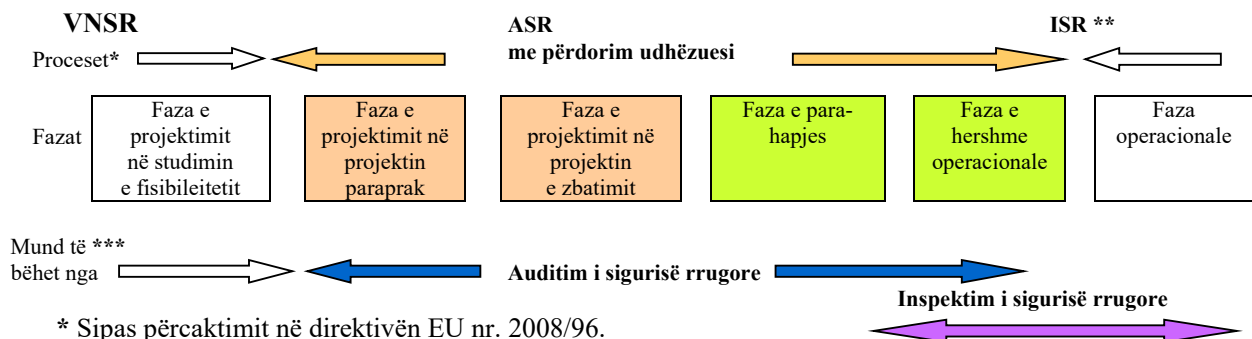 VNSR
ASR
me përdorim udhëzuesi
ISR **
Proceset*
Fazat
Faza e
projektimit
në studimin
e fisibileitetit
Faza e
projektimit në
projektin
paraprak
Faza e
projektimit në
projektin
e zbatimit
Faza e para-
hapjes
Faza e
hershme
operacionale
Faza
operacionale
Mund të ***
bëhet nga
Auditim i sigurisë rrugore
Inspektim i sigurisë rrugore
* Sipas përcaktimit në direktivën EU nr. 2008/96.